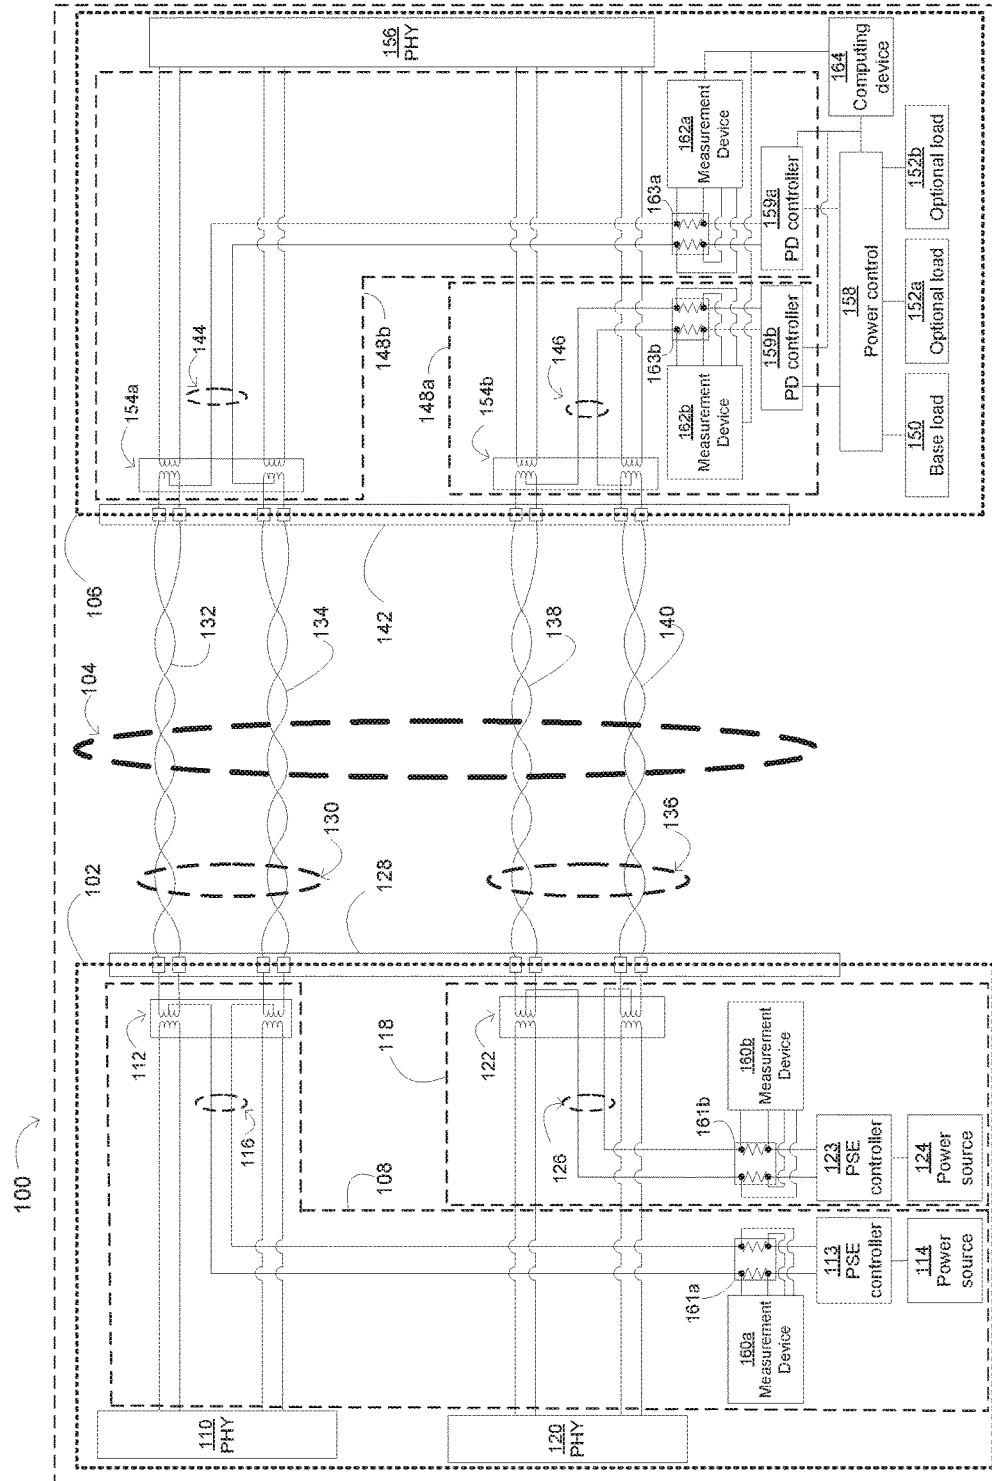 100
102
104
106
110
PHY
112
116
108
120
PHY
122
118
126
128
130
136
132
134
138
140
142
154a
144
148b
148a
154b
146
156
PHY
160a
Measurement
Device
161a
113
PSE
controller
114
Power
source
161b
160b
Measurement
Device
123
PSE
controller
124
Power
source
162b
Measurement
Device
163b
163a
162a
Measurement
Device
159b
PD controller
159a
PD controller
158
Power control
164
Computing
device
150
Base load
152a
Optional load
152b
Optional load